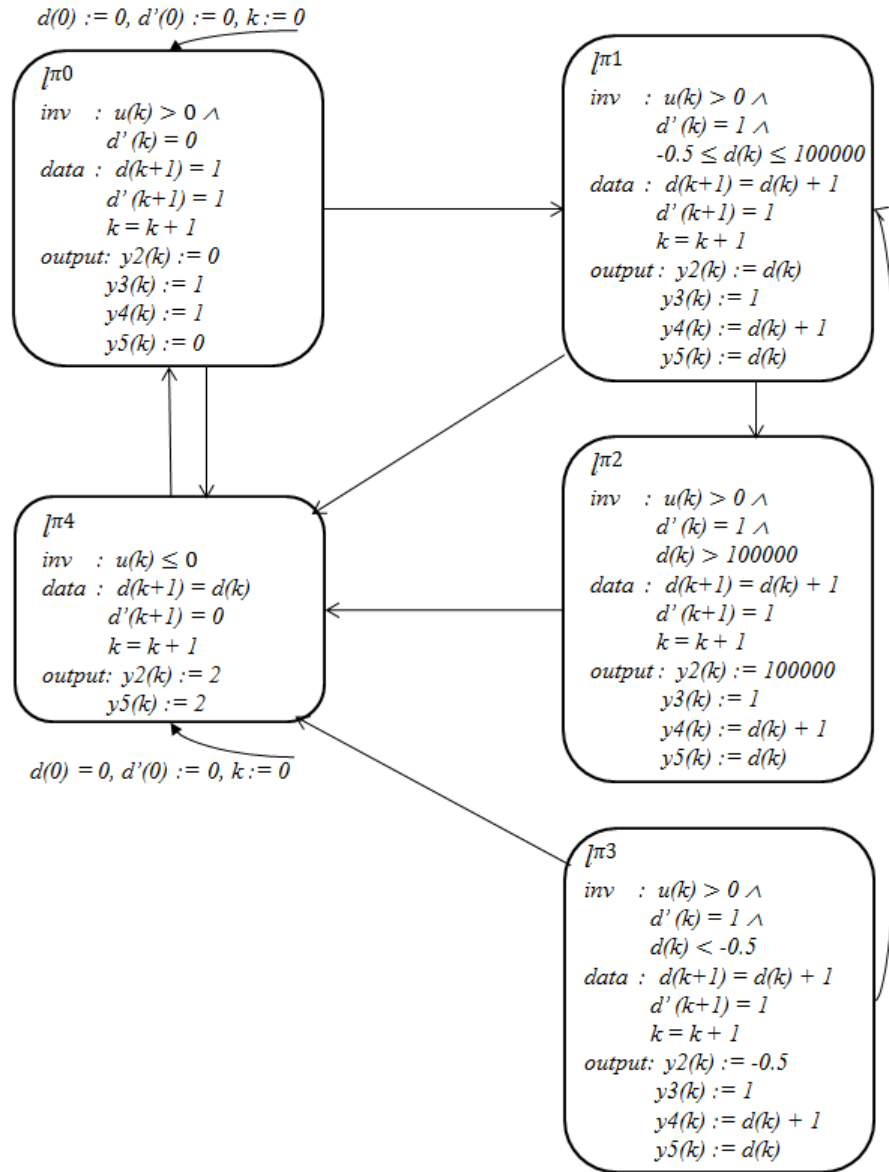 d(0) := 0, d’(0) := 0, k := 0
lπ0
inv : u(k) > 0 ∧
d’(k) = 0
data : d(k+1) = 1
d’(k+1) = 1
k = k + 1
output: y2(k) := 0
y3(k) := 1
y4(k) := 1
y5(k) := 0
lπ1
inv : u(k) > 0 ∧
d’(k) = 1 ∧
-0.5 ≤ d(k) ≤ 100000
data : d(k+1) = d(k) + 1
d’(k+1) = 1
k = k + 1
output : y2(k) := d(k)
y3(k) := 1
y4(k) := d(k) + 1
y5(k) := d(k)
lπ4
inv : u(k) ≤ 0
data : d(k+1) = d(k)
d’(k+1) = 0
k = k + 1
output: y2(k) := 2
y5(k) := 2
d(0) = 0, d’(0) := 0, k := 0
lπ2
inv : u(k) > 0 ∧
d’(k) = 1 ∧
d(k) > 100000
data : d(k+1) = d(k) + 1
d’(k+1) = 1
k = k + 1
output : y2(k) := 100000
y3(k) := 1
y4(k) := d(k) + 1
y5(k) := d(k)
lπ3
inv : u(k) > 0 ∧
d’(k) = 1 ∧
d(k) < -0.5
data : d(k+1) = d(k) + 1
d’(k+1) = 1
k = k + 1
output: y2(k) := -0.5
y3(k) := 1
y4(k) := d(k) + 1
y5(k) := d(k)